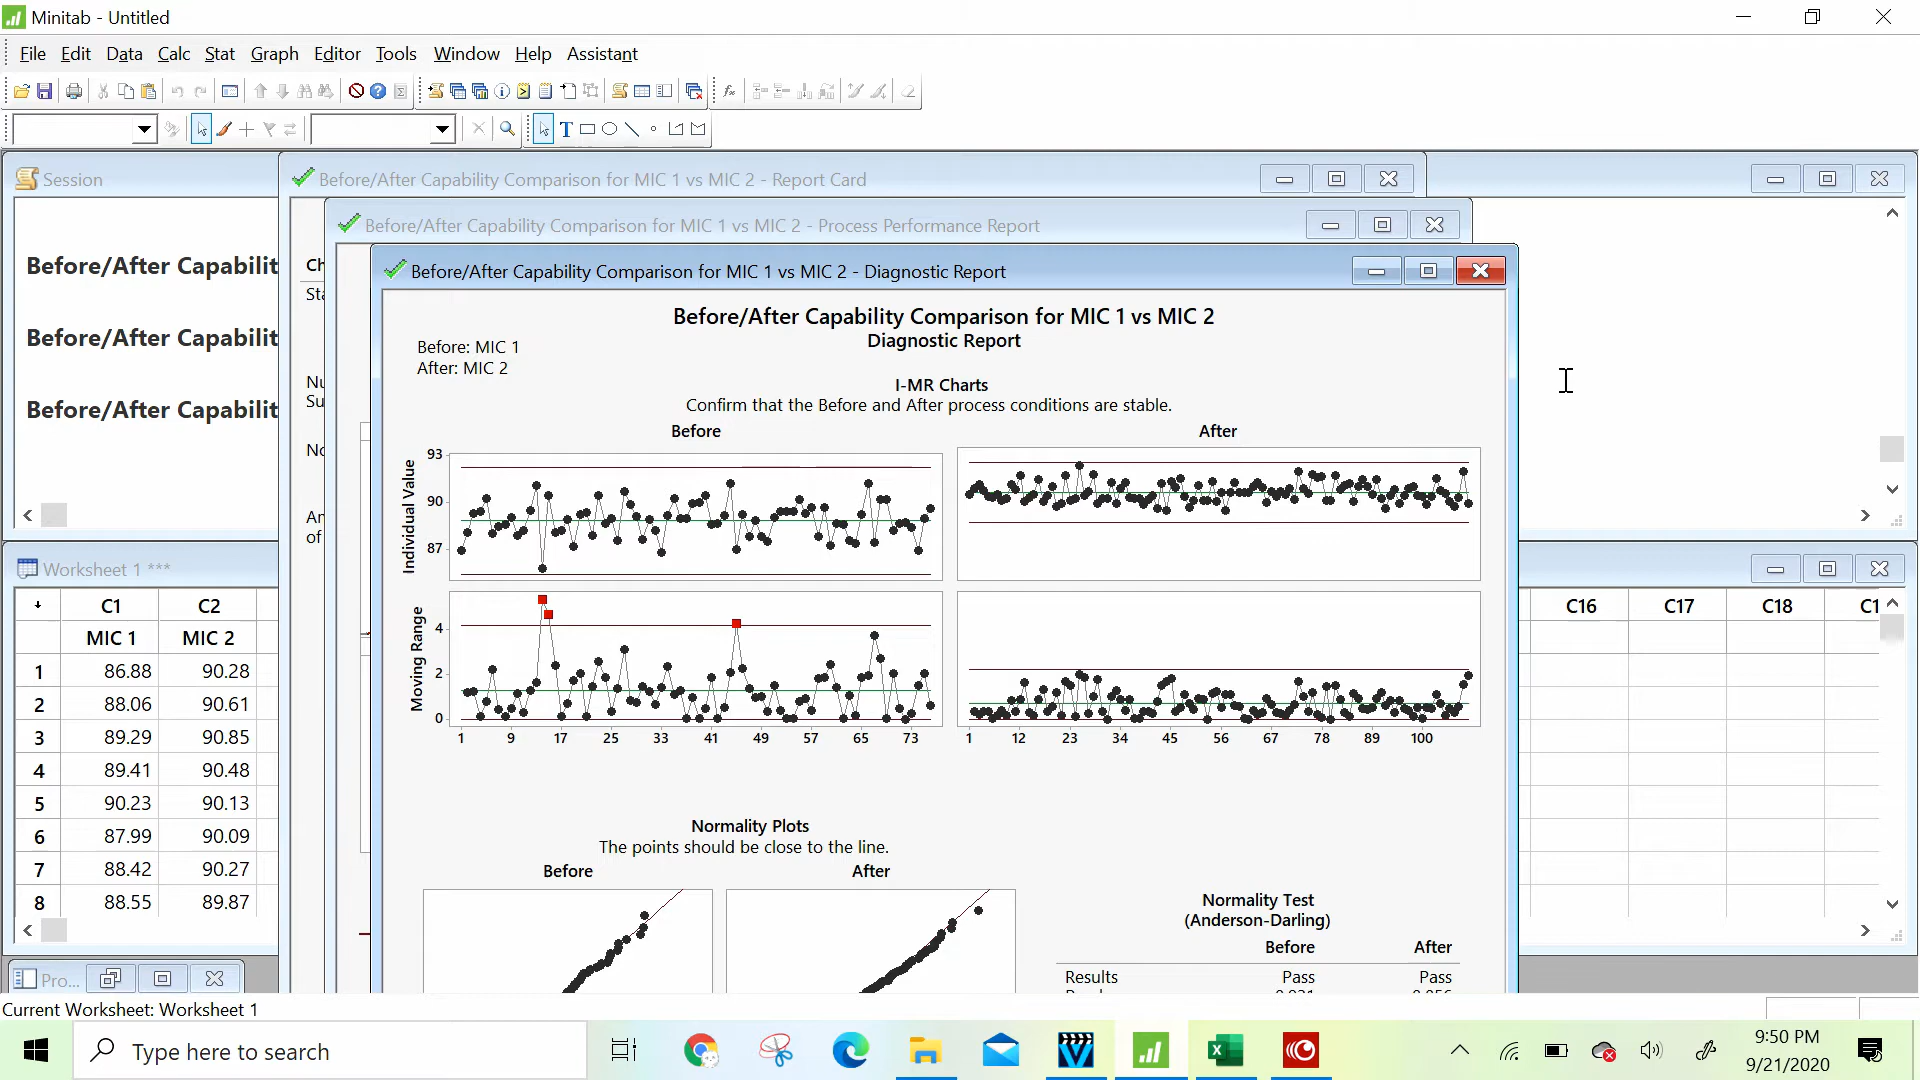 Minitab - Untitled
File Edit Data Calc Stat Graph Editor Tools Window Help Assistant
Session
Before/After Capabilit
Before/After Capabilit
Before/After Capabilit
Before/After Capability Comparison for MIC 1 vs MIC 2 - Report Card
Before/After Capability Comparison for MIC 1 vs MIC 2 - Process Performance Report
Ch
Sta
Nu
Su
No
An
of
Before/After Capability Comparison for MIC 1 vs MIC 2 - Diagnostic Report
Before/After Capability Comparison for MIC 1 vs MIC 2
Diagnostic Report
Before: MIC 1
After: MIC 2
I-MR Charts
Confirm that the Before and After process conditions are stable.
Before After
Individual Value
93
90
87
Moving Range
4
2
0
1 9 17 25 33 41 49 57 65 73
1 12 23 34 45 56 67 78 89 100
Normality Plots
The points should be close to the line.
Before After
Normality Test
(Anderson-Darling)
Before After
Results Pass Pass
Worksheet 1 ***
C1 C2 C16 C17 C18 C1
MIC 1 MIC 2
1 86.88 90.28
2 88.06 90.61
3 89.29 90.85
4 89.41 90.48
5 90.23 90.13
6 87.99 90.09
7 88.42 90.27
8 88.55 89.87
Pro...
Current Worksheet: Worksheet 1
Type here to search
9:50 PM
9/21/2020